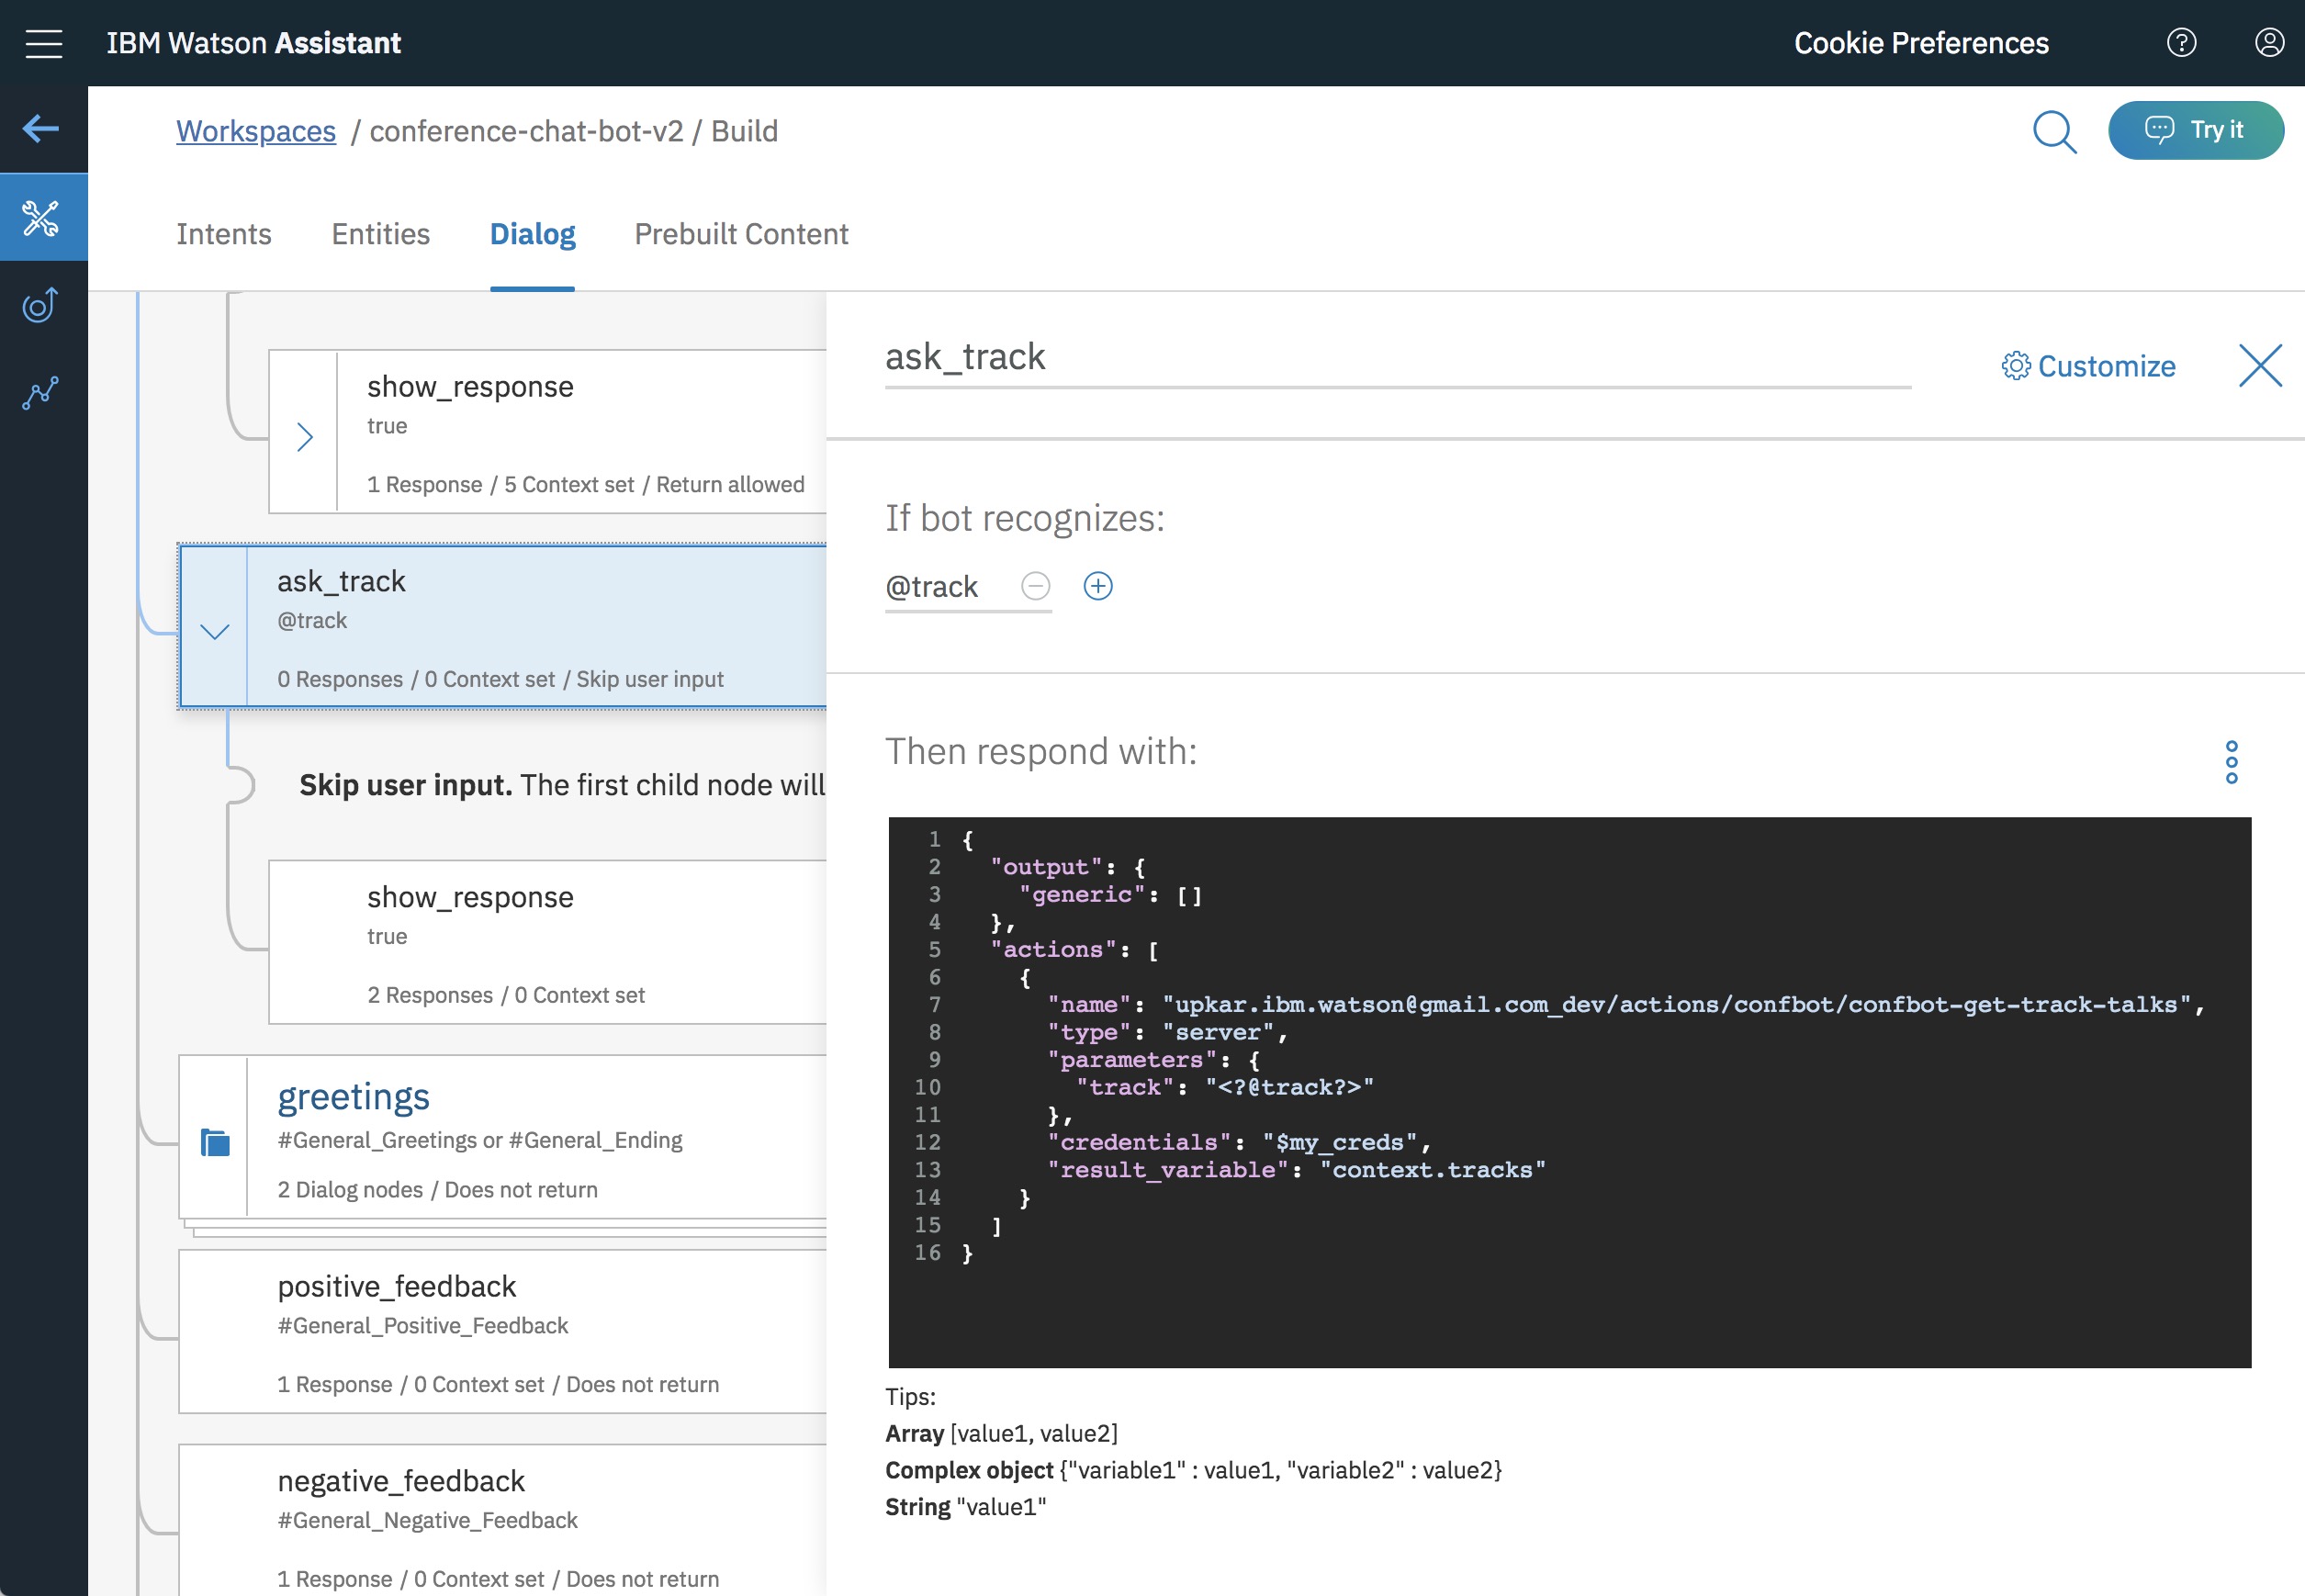 IBM Watson Assistant
Cookie Preferences
Workspaces / conference-chat-bot-v2 / Build
Try it
Intents
Entities
Dialog
Prebuilt Content
show_response
true
1 Response / 5 Context set / Return allowed
ask_track
@track
0 Responses / 0 Context set / Skip user input
Skip user input. The first child node will
show_response
true
2 Responses / 0 Context set
greetings
#General_Greetings or #General_Ending
2 Dialog nodes / Does not return
positive_feedback
#General_Positive_Feedback
1 Response / 0 Context set / Does not return
negative_feedback
#General_Negative_Feedback
1 Response / 0 Context set / Does not return
ask_track
Customize
If bot recognizes:
@track
Then respond with:
1 {
2 "output": {
3 "generic": []
4 },
5 "actions": [
6 {
7 "name": "upkar.ibm.watson@gmail.com_dev/actions/confbot/confbot-get-track-talks",
8 "type": "server",
9 "parameters": {
10 "track": "<?@track?>"
11 },
12 "credentials": "$my_creds",
13 "result_variable": "context.tracks"
14 }
15 ]
16 }
Tips:
Array [value1, value2]
Complex object {"variable1" : value1, "variable2" : value2}
String "value1"